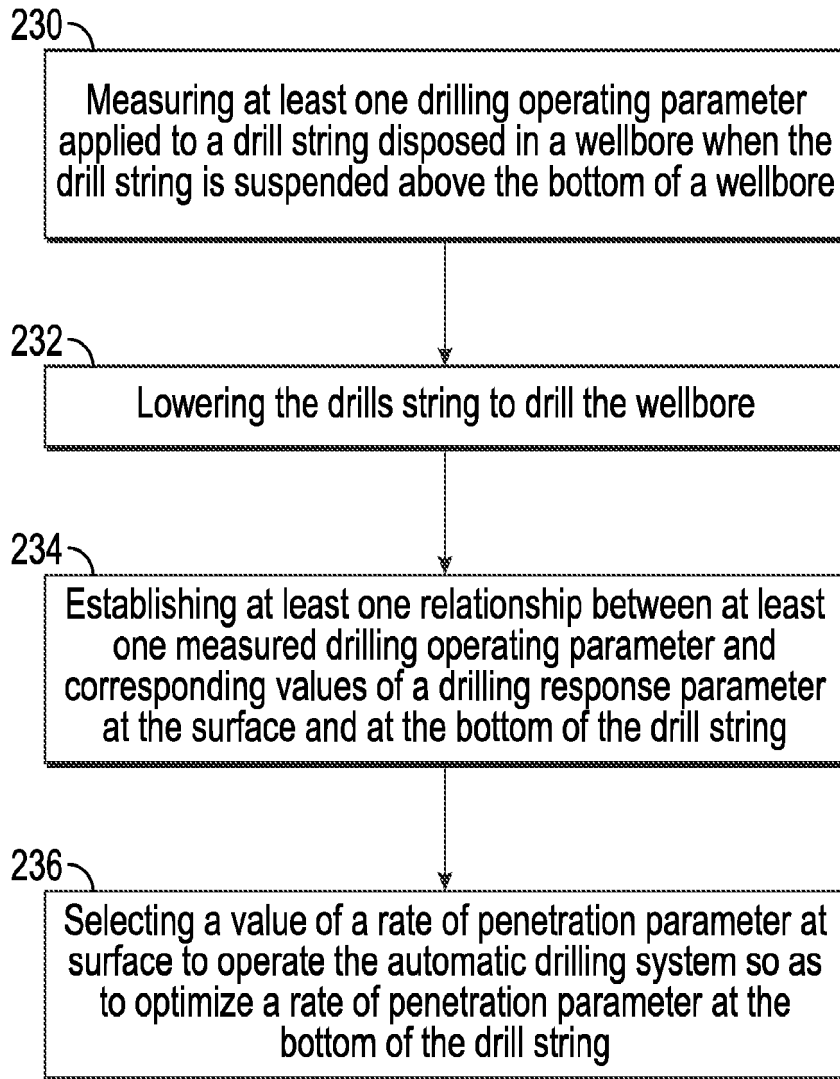 230
Measuring at least one drilling operating parameter
applied to a drill string disposed in a wellbore when the
drill string is suspended above the bottom of a wellbore
232
Lowering the drills string to drill the wellbore
234
Establishing at least one relationship between at least
one measured drilling operating parameter and
corresponding values of a drilling response parameter
at the surface and at the bottom of the drill string
236
Selecting a value of a rate of penetration parameter at
surface to operate the automatic drilling system so as
to optimize a rate of penetration parameter at the
bottom of the drill string